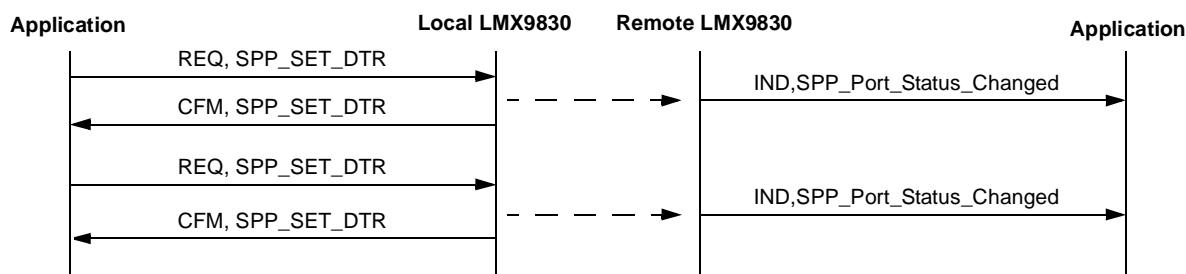 Application
Local LMX9830
Remote LMX9830
Application
REQ, SPP_SET_DTR
IND,SPP_Port_Status_Changed
CFM, SPP_SET_DTR
REQ, SPP_SET_DTR
IND,SPP_Port_Status_Changed
CFM, SPP_SET_DTR